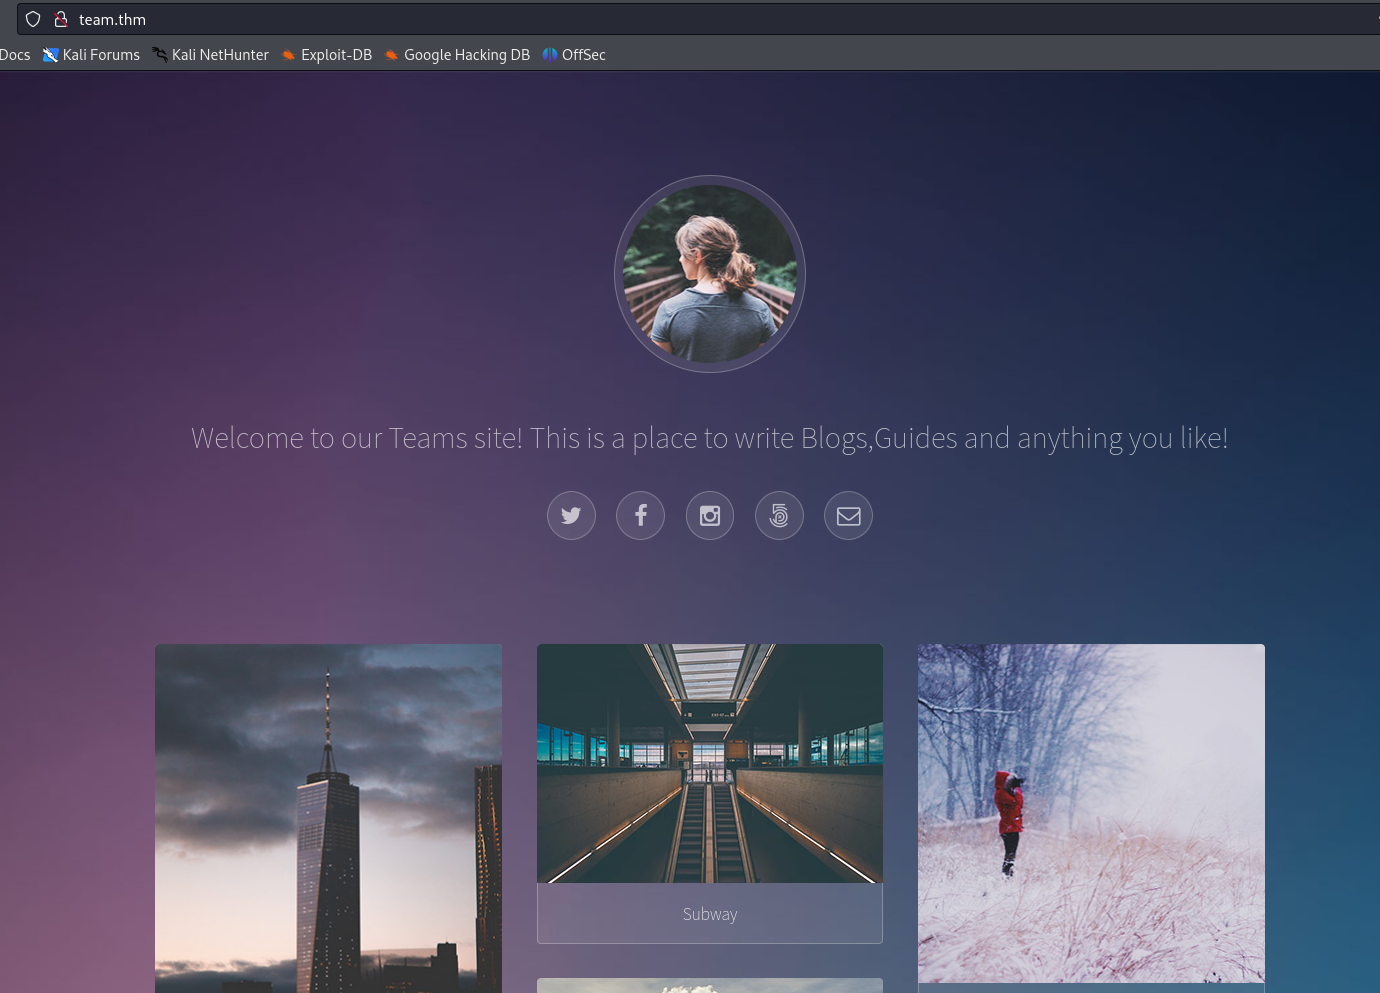 team.thm
Docs Kali Forums Kali NetHunter Exploit-DB Google Hacking DB OffSec
Welcome to our Teams site! This is a place to write Blogs,Guides and anything you like!
Subway